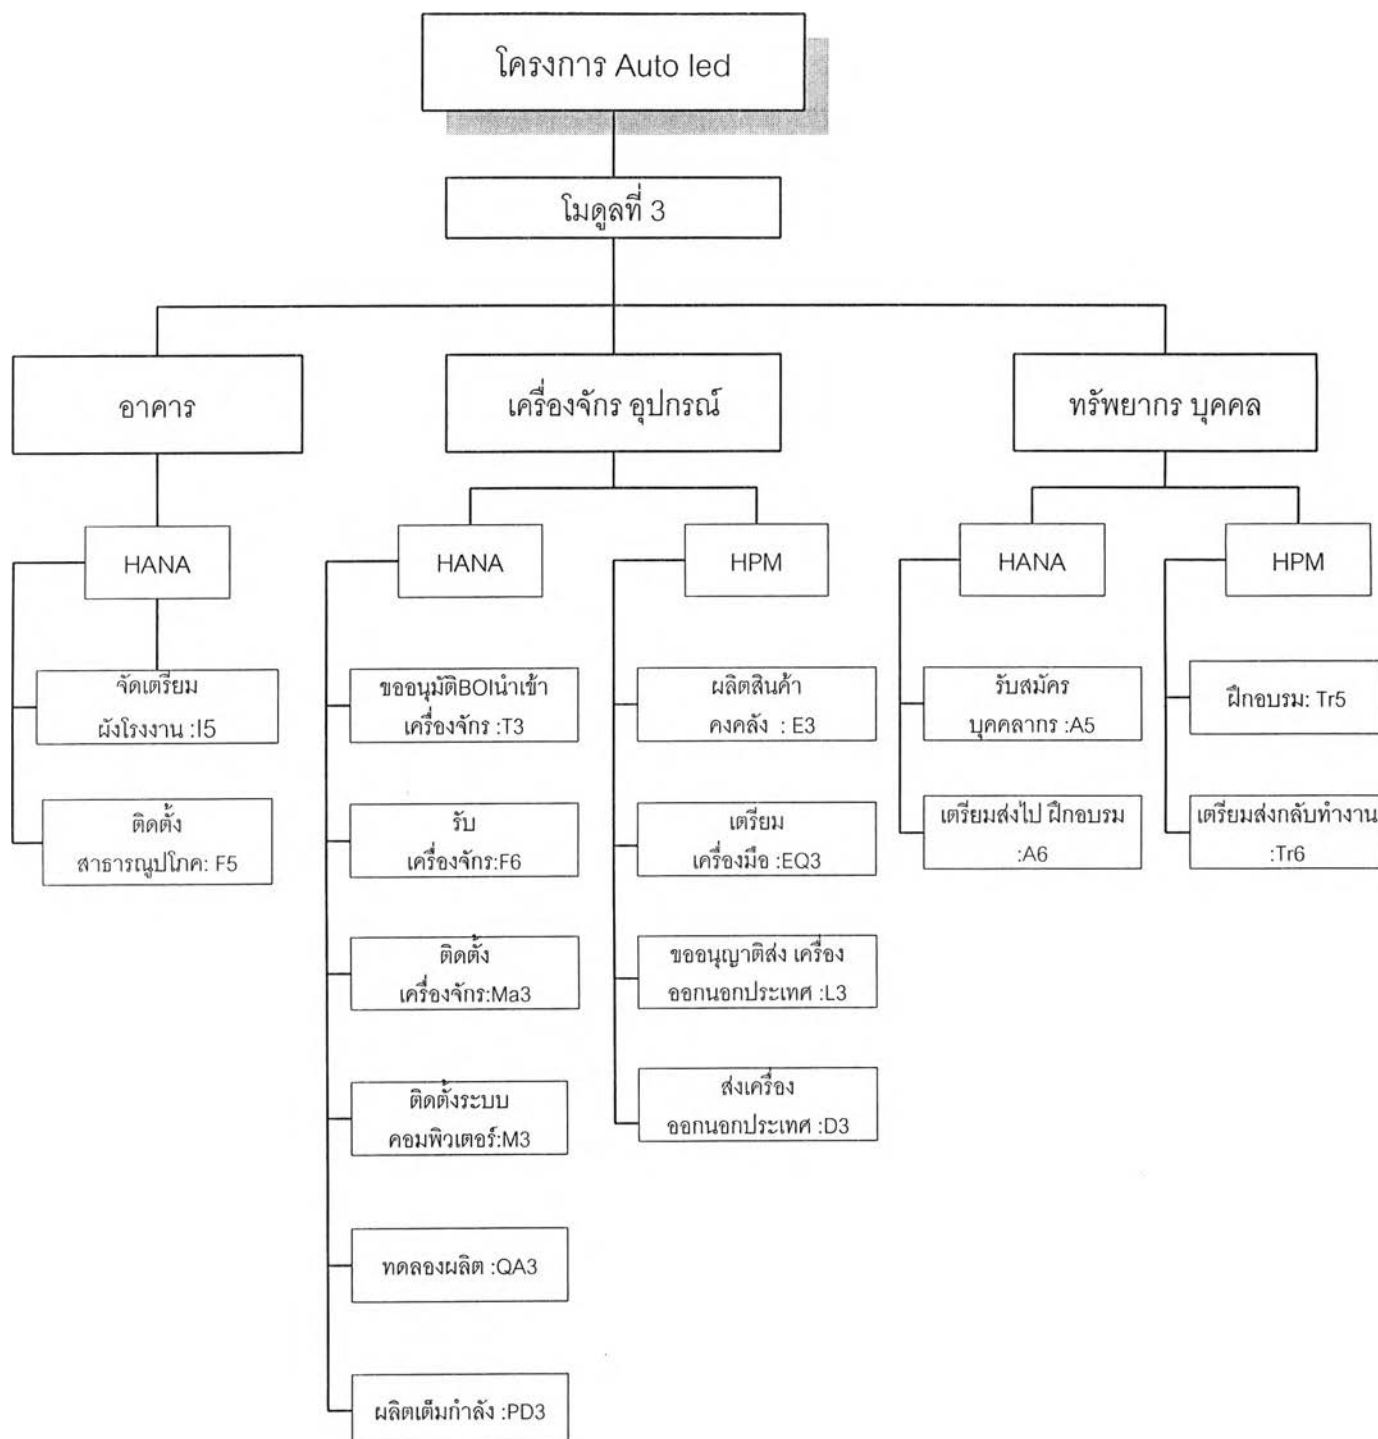 โครงการ Auto led
โมดูลที่ 3
อาคาร
เครื่องจักร อุปกรณ์
ทรัพยากร บุคคล
HANA
HANA
HPM
HANA
HPM
จัดเตรียม
ผังโรงงาน :I5
ติดตั้ง
สาธารณูปโภค: F5
ขออนุมัติBOIนำเข้า
เครื่องจักร :T3
รับ
เครื่องจักร:F6
ติดตั้ง
เครื่องจักร:Ma3
ติดตั้งระบบ
คอมพิวเตอร์:M3
ทดลองผลิต :QA3
ผลิตเต็มกำลัง :PD3
ผลิตสินค้า
คงคลัง : E3
เตรียม
เครื่องมือ :EQ3
ขออนุญาติส่ง เครื่อง
ออกนอกประเทศ :L3
ส่งเครื่อง
ออกนอกประเทศ :D3
รับสมัคร
บุคคลากร :A5
เตรียมส่งไป ฝึกอบรม
:A6
ฝึกอบรม: Tr5
เตรียมส่งกลับทำงาน
:Tr6